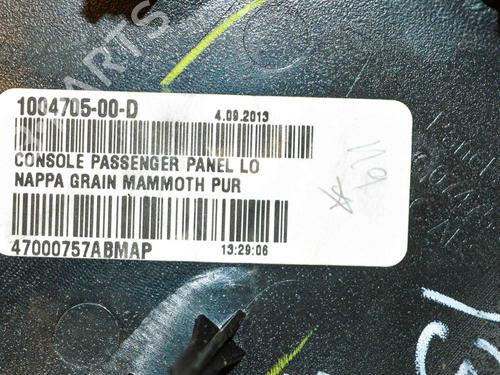 1004705-00-D
4.09.2013
CONSOLE PASSENGER PANEL LO
NAPPA GRAIN MAMMOTH PUR
47000757ABMAP
13:29:06